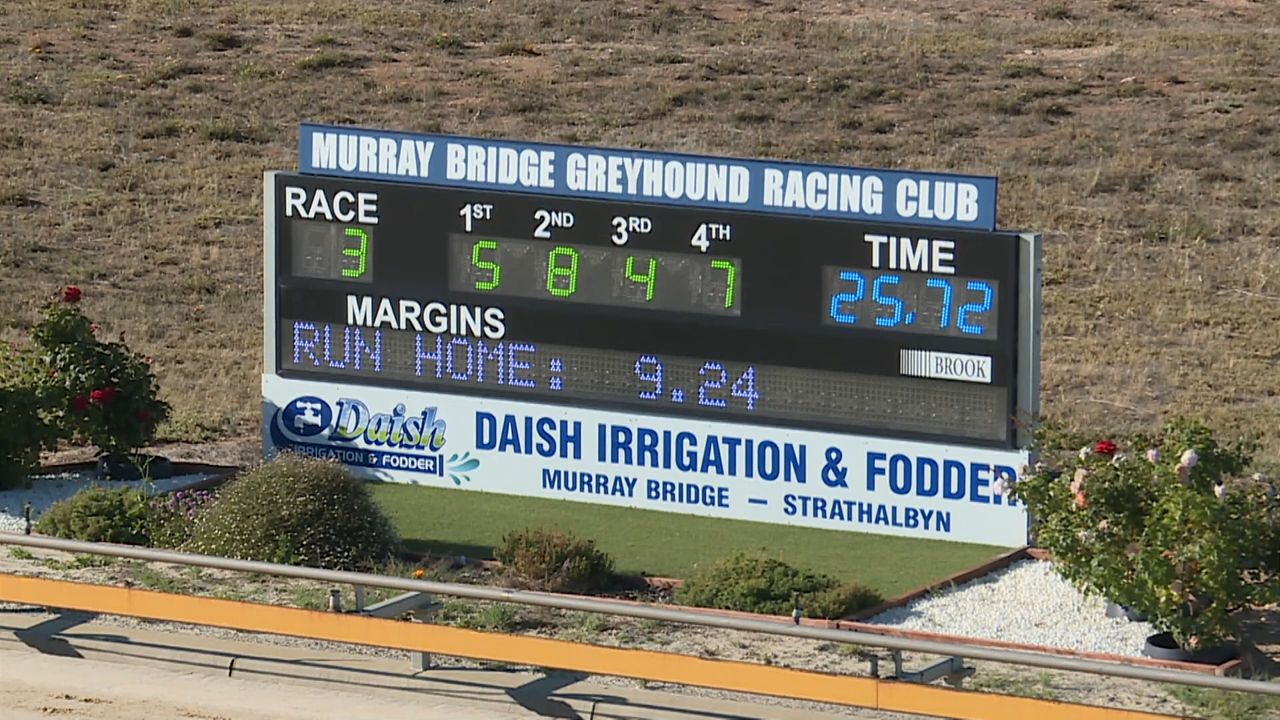 MURRAY BRIDGE GREYHOUND RACING CLUB
RACE 1ST 2ND 3RD 4TH TIME
3 5 8 4 7 25.72
MARGINS
RUN HOME: 9.24
BROOK
Daish
IRRIGATION & FODDER
DAISH IRRIGATION & FODDER
MURRAY BRIDGE — STRATHALBYN